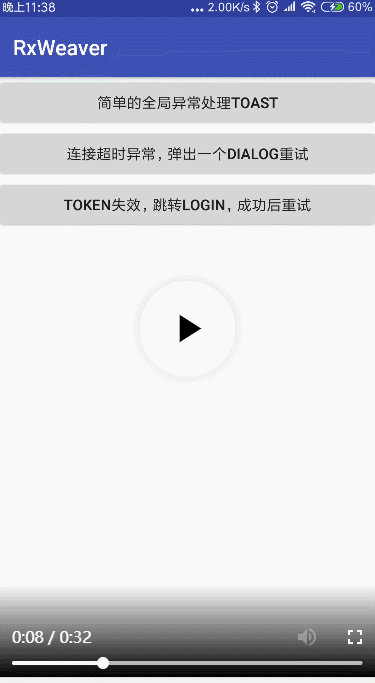 晚上11:38 ... 2.00K/s 60%
RxWeaver
简单的全局异常处理TOAST
连接超时异常，弹出一个DIALOG重试
TOKEN失效，跳转LOGIN，成功后重试
0:08 / 0:32